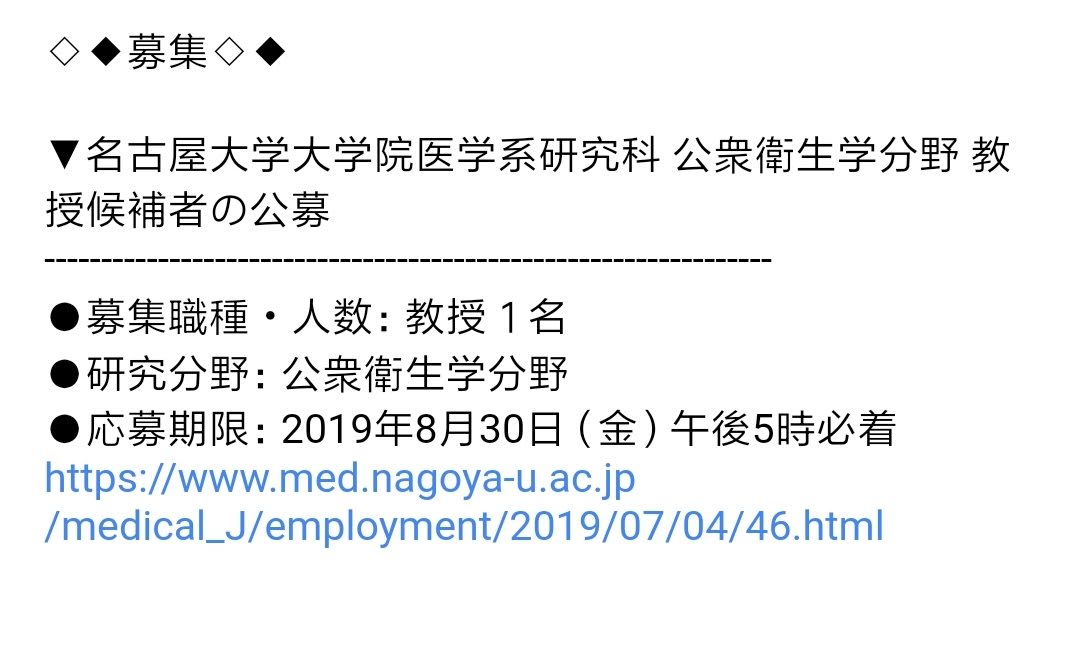 ◇◆募集◇◆
▼名古屋大学大学院医学系研究科 公衆衛生学分野 教
授候補者の公募
----------------------------------------------------------------
●募集職種・人数：教授１名
●研究分野：公衆衛生学分野
●応募期限：2019年8月30日（金）午後5時必着
https://www.med.nagoya-u.ac.jp
/medical_J/employment/2019/07/04/46.html